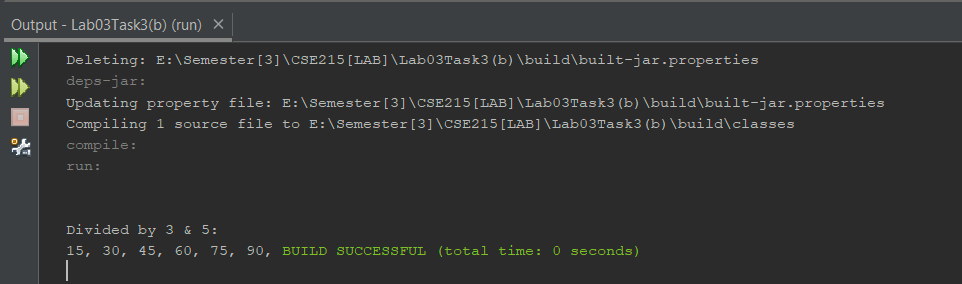 Output - Lab03Task3(b) (run) ×
Deleting: E:\Semester[3]\CSE215[LAB]\Lab03Task3(b)\build\built-jar.properties
deps-jar:
Updating property file: E:\Semester[3]\CSE215[LAB]\Lab03Task3(b)\build\built-jar.properties
Compiling 1 source file to E:\Semester[3]\CSE215[LAB]\Lab03Task3(b)\build\classes
compile:
run:
Divided by 3 & 5:
15, 30, 45, 60, 75, 90, BUILD SUCCESSFUL (total time: 0 seconds)